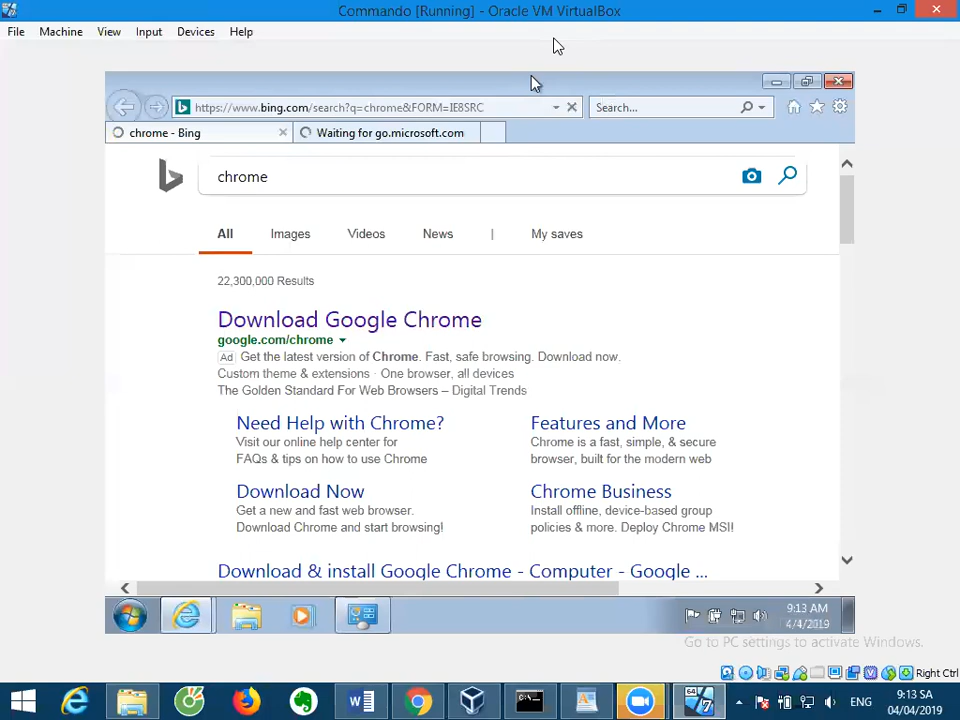 Commando [Running] - Oracle VM VirtualBox
File Machine View Input Devices Help
https://www.bing.com/search?q=chrome&FORM=IE8SRC
Search...
chrome - Bing
Waiting for go.microsoft.com
chrome
All Images Videos News | My saves
22,300,000 Results
Download Google Chrome
google.com/chrome
Ad Get the latest version of Chrome. Fast, safe browsing. Download now.
Custom theme & extensions · One browser, all devices
The Golden Standard For Web Browsers – Digital Trends
Need Help with Chrome?
Visit our online help center for
FAQs & tips on how to use Chrome
Features and More
Chrome is a fast, simple, & secure
browser, built for the modern web
Download Now
Get a new and fast web browser.
Download Chrome and start browsing!
Chrome Business
Install offline, device-based group
policies & more. Deploy Chrome MSI!
Download & install Google Chrome - Computer - Google ...
9:13 AM
4/4/2019
Go to PC settings to activate Windows.
Right Ctrl
64
7
ENG
9:13 SA
04/04/2019